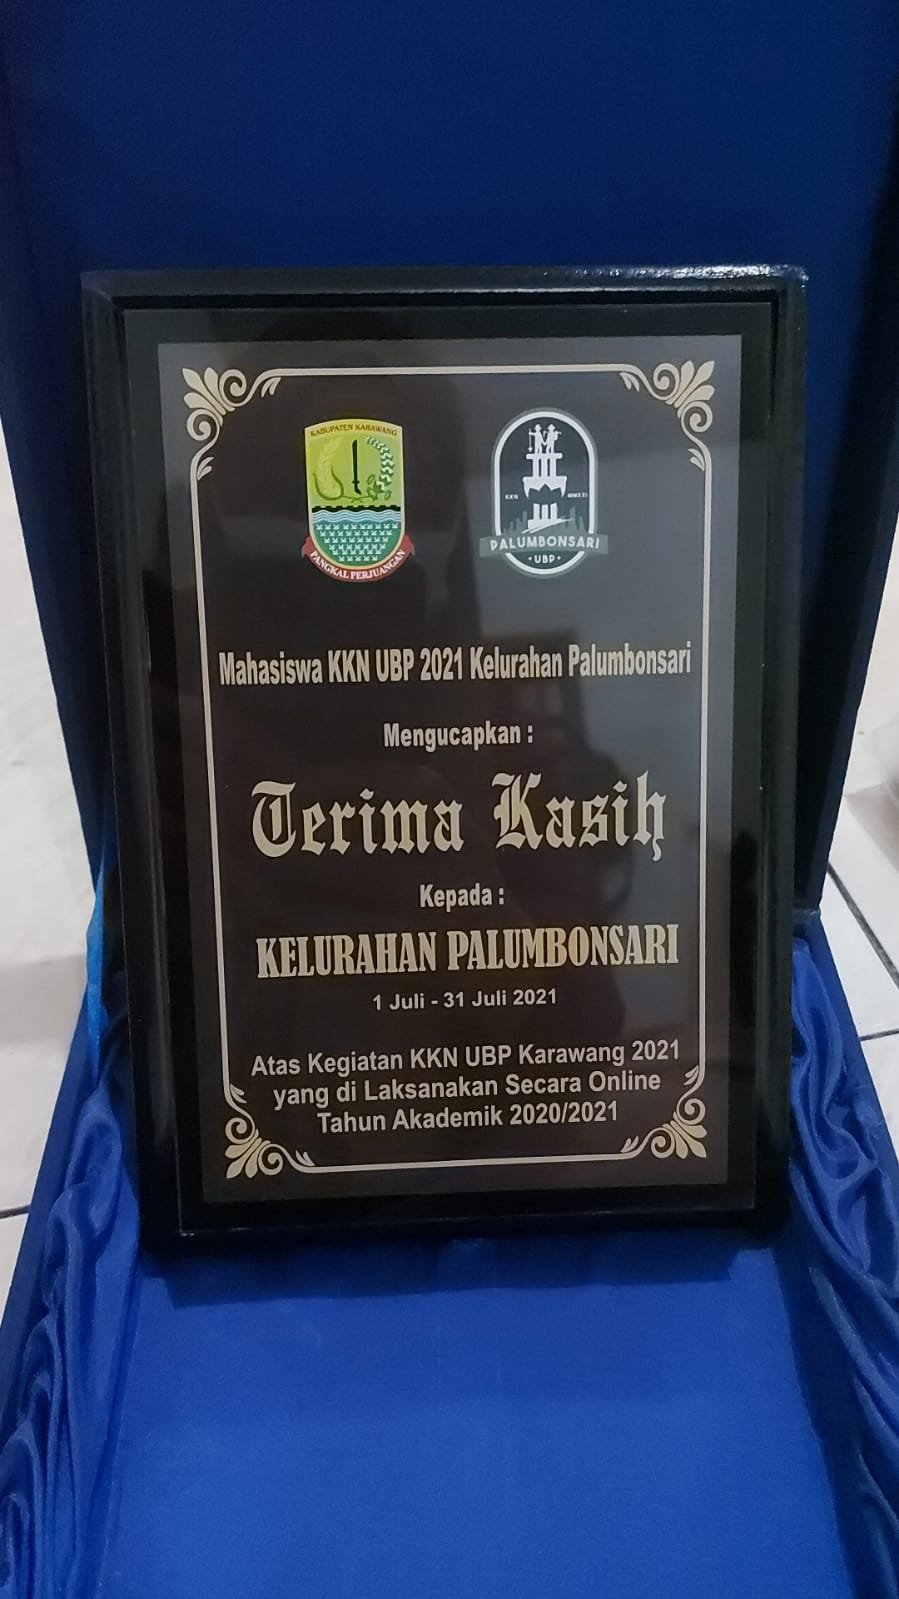 KABUPATEN KARAWANG
PANGKAL PERJUANGAN
KKN MMXXI
PALUMBONSARI
UBP
Mahasiswa KKN UBP 2021 Kelurahan Palumbonsari
Mengucapkan :
Terima Kasih
Kepada :
KELURAHAN PALUMBONSARI
1 Juli - 31 Juli 2021
Atas Kegiatan KKN UBP Karawang 2021
yang di Laksanakan Secara Online
Tahun Akademik 2020/2021